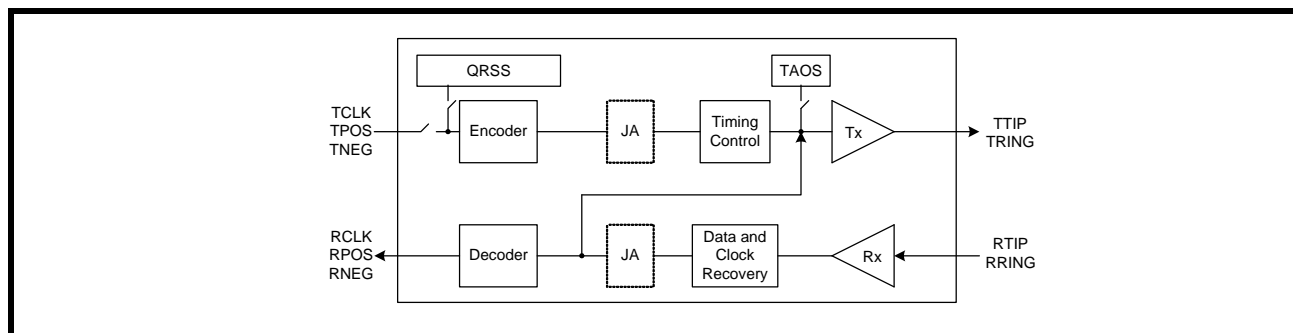 QRSS
TAOS
TCLK
TPOS
TNEG
Encoder
JA
Timing
Control
Tx
TTIP
TRING
RCLK
RPOS
RNEG
Decoder
JA
Data and
Clock
Recovery
Rx
RTIP
RRING